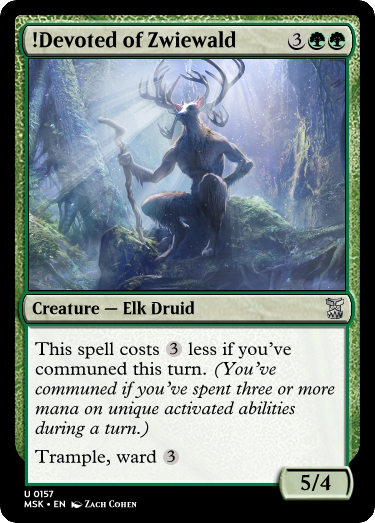 !Devoted of Zwiewald 3
Creature — Elk Druid
This spell costs 3 less if you've
communed this turn. (You've
communed if you've spent three or more
mana on unique activated abilities
during a turn.)
Trample, ward 3
5/4
U 0157
MSK • EN Zach Cohen